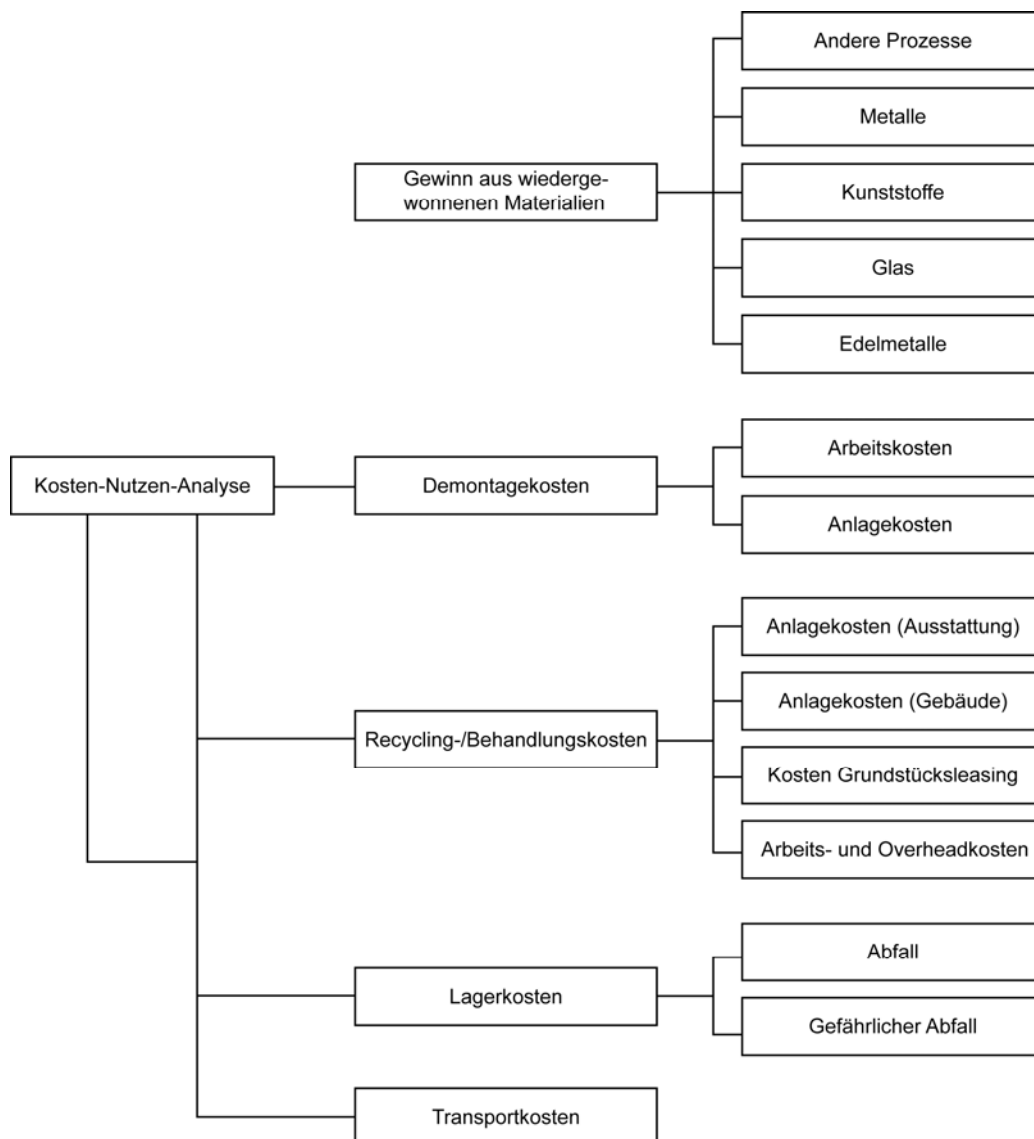 Andere Prozesse
Metalle
Gewinn aus wiederge-
wonnenen Materialien
Kunststoffe
Glas
Edelmetalle
Arbeitskosten
Kosten-Nutzen-Analyse
Demontagekosten
Anlagekosten
Anlagekosten (Ausstattung)
Anlagekosten (Gebäude)
Recycling-/Behandlungskosten
Kosten Grundstücksleasing
Arbeits- und Overheadkosten
Abfall
Lagerkosten
Gefährlicher Abfall
Transportkosten